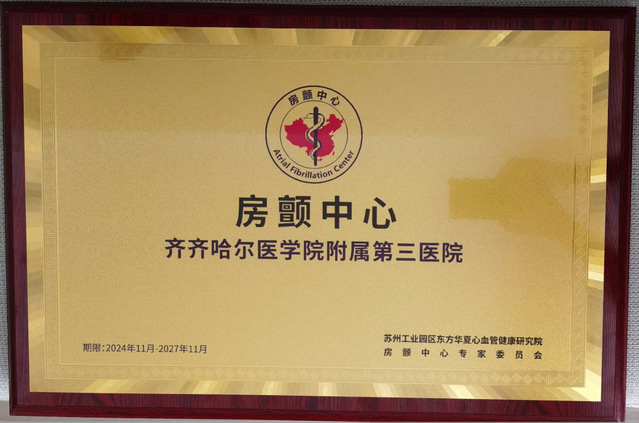 房颤中心
Atrial Fibrillation Center
房颤中心
齐齐哈尔医学院附属第三医院
期限:2024年11月-2027年11月
苏州工业园区东方华夏心血管健康研究院
房颤中心专家委员会